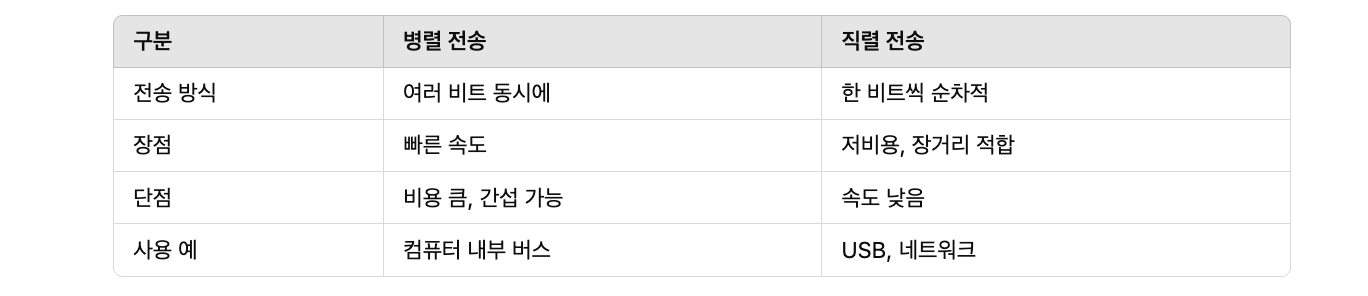 구분 병렬 전송 직렬 전송
전송 방식 여러 비트 동시에 한 비트씩 순차적
장점 빠른 속도 저비용, 장거리 적합
단점 비용 큼, 간섭 가능 속도 낮음
사용 예 컴퓨터 내부 버스 USB, 네트워크